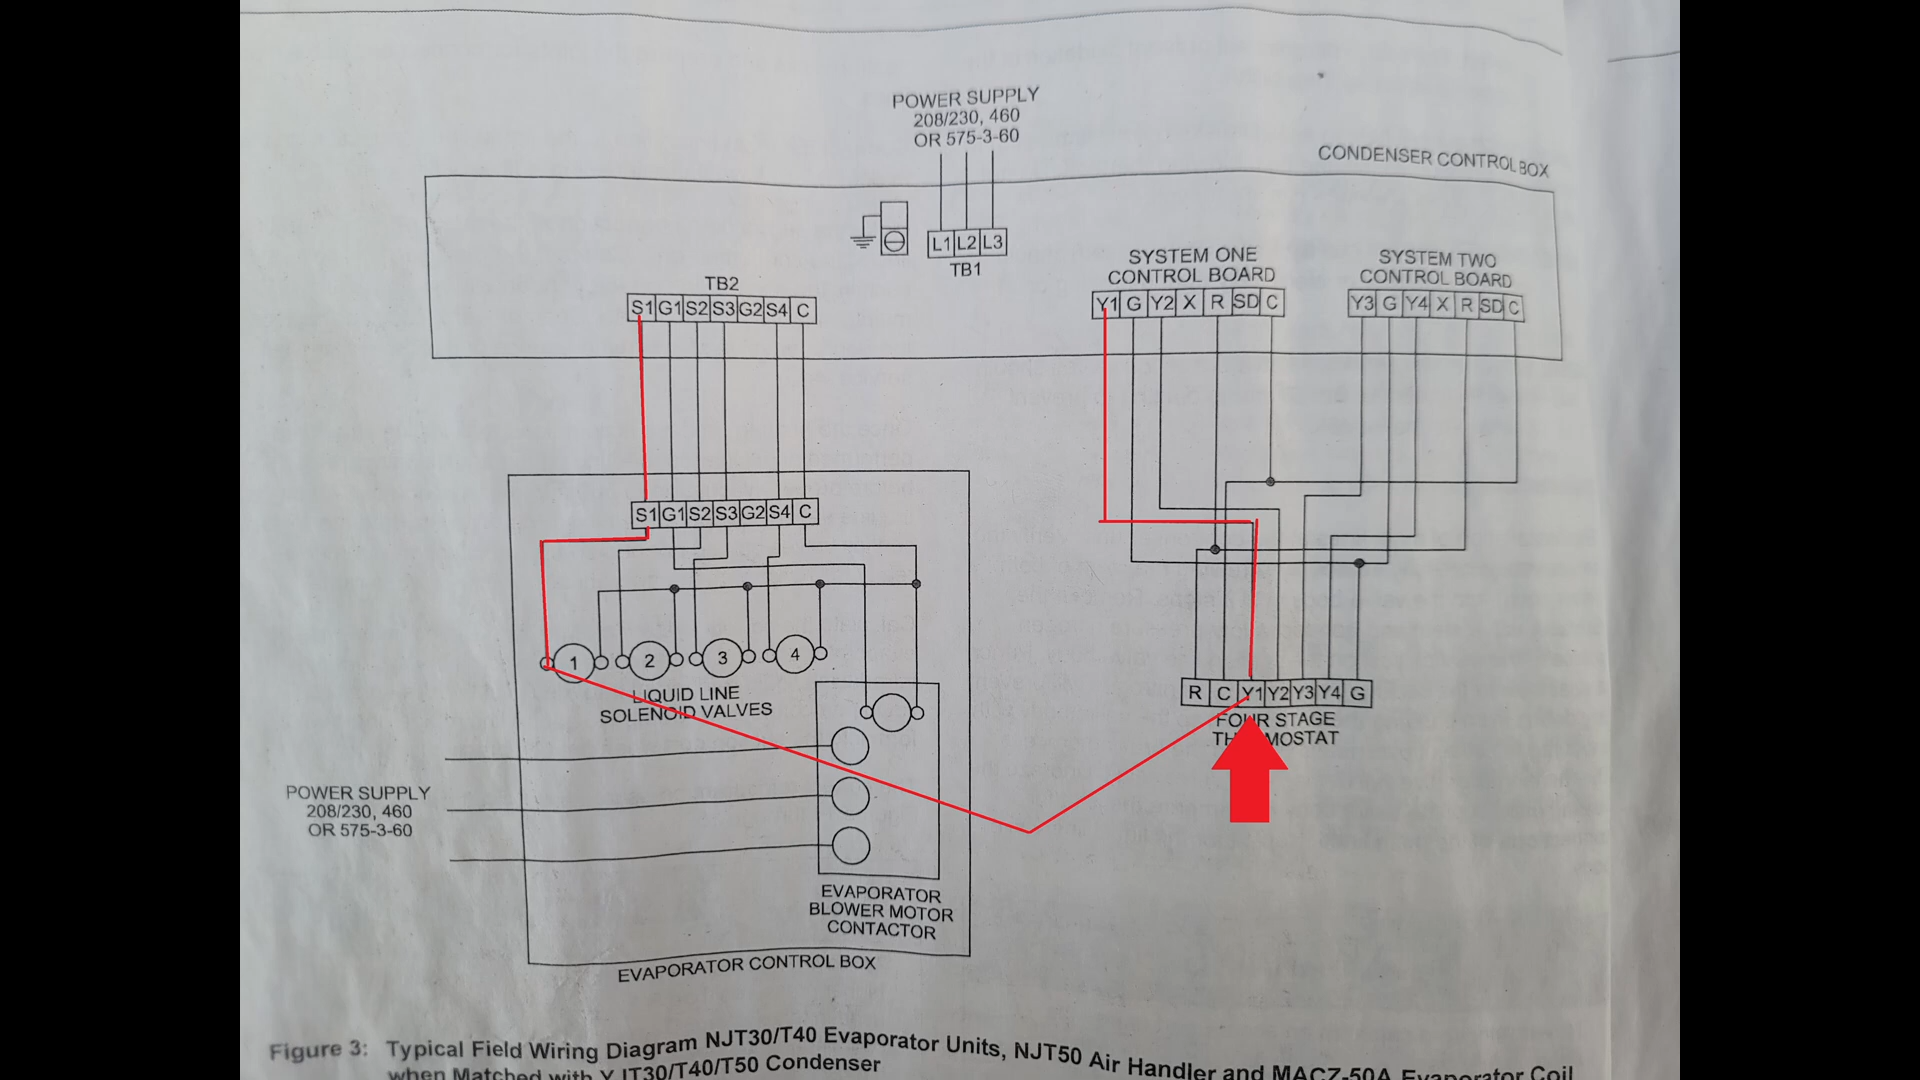 POWER SUPPLY
208/230, 460
OR 575-3-60
CONDENSER CONTROL BOX
L1 L2 L3
TB1
TB2
S1 G1 S2 S3 G2 S4 C
SYSTEM ONE
CONTROL BOARD
Y1 G Y2 X R SD C
SYSTEM TWO
CONTROL BOARD
Y3 G Y4 X R SD C
S1 G1 S2 S3 G2 S4 C
1 2 3 4
LIQUID LINE
SOLENOID VALVES
R C Y1 Y2 Y3 Y4 G
FOUR STAGE
THERMOSTAT
POWER SUPPLY
208/230, 460
OR 575-3-60
EVAPORATOR
BLOWER MOTOR
CONTACTOR
EVAPORATOR CONTROL BOX
Figure 3: Typical Field Wiring Diagram NJT30/T40 Evaporator Units, NJT50 Air Handler and MACZ-50A Evaporator Coil
when Matched with YJT30/T40/T50 Condenser